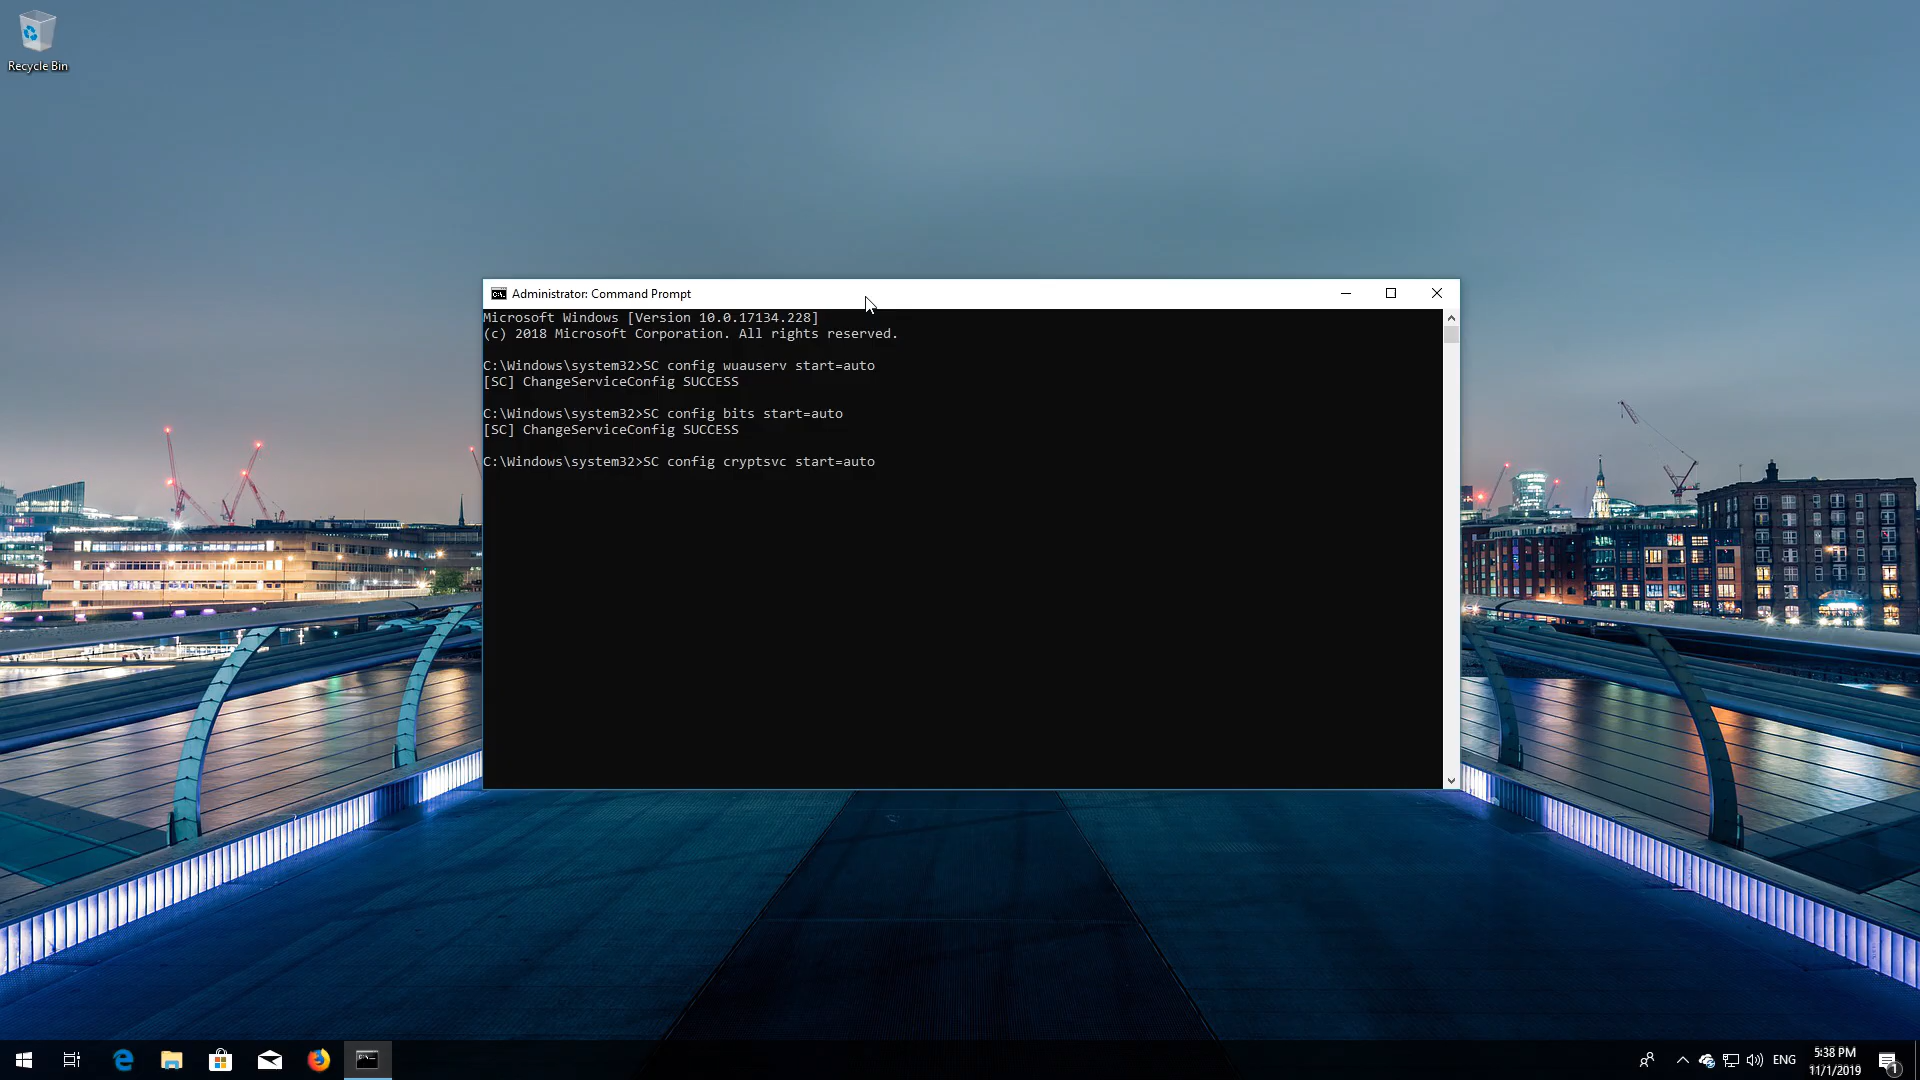 Recycle Bin
Administrator: Command Prompt
Microsoft Windows [Version 10.0.17134.228]
(c) 2018 Microsoft Corporation. All rights reserved.
C:\Windows\system32>SC config wuauserv start=auto
[SC] ChangeServiceConfig SUCCESS
C:\Windows\system32>SC config bits start=auto
[SC] ChangeServiceConfig SUCCESS
C:\Windows\system32>SC config cryptsvc start=auto
ENG
5:38 PM
11/1/2019
1